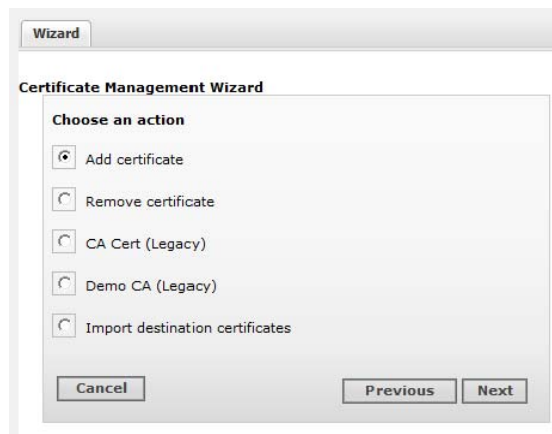 Wizard
Certificate Management Wizard
Choose an action
Add certificate
Remove certificate
CA Cert (Legacy)
Demo CA (Legacy)
Import destination certificates
Cancel Previous Next